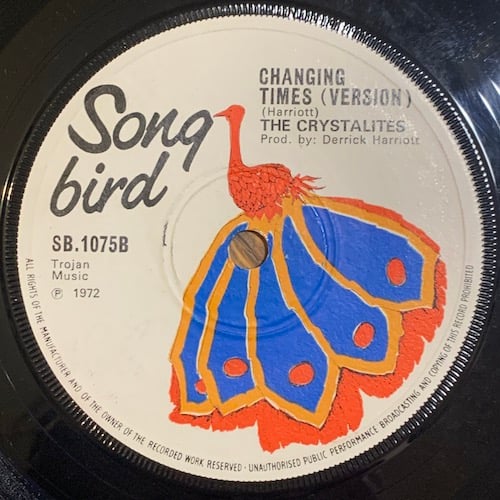 Song
bird
CHANGING
TIMES (VERSION)
(Harriott)
THE CRYSTALITES
Prod. by: Derrick Harriott
SB.1075B
Trojan
Music
℗ 1972
ALL RIGHTS OF THE MANUFACTURER AND OF THE OWNER OF THE RECORDED WORK RESERVED - UNAUTHORISED PUBLIC PERFORMANCE BROADCASTING AND COPYING OF THIS RECORD PROHIBITED